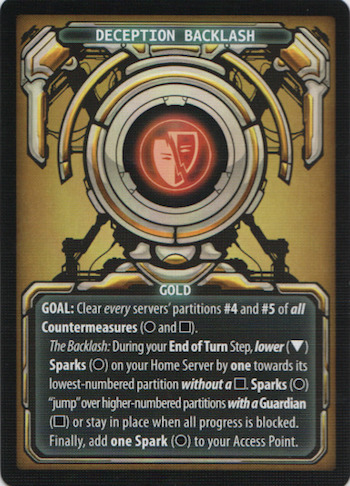 DECEPTION BACKLASH
GOLD
GOAL: Clear every servers' partitions #4 and #5 of all
Countermeasures (○ and □).
The Backlash: During your End of Turn Step, lower (▼)
Sparks (○) on your Home Server by one towards its
lowest-numbered partition without a □. Sparks (○)
"jump" over higher-numbered partitions with a Guardian
(□) or stay in place when all progress is blocked.
Finally, add one Spark (○) to your Access Point.